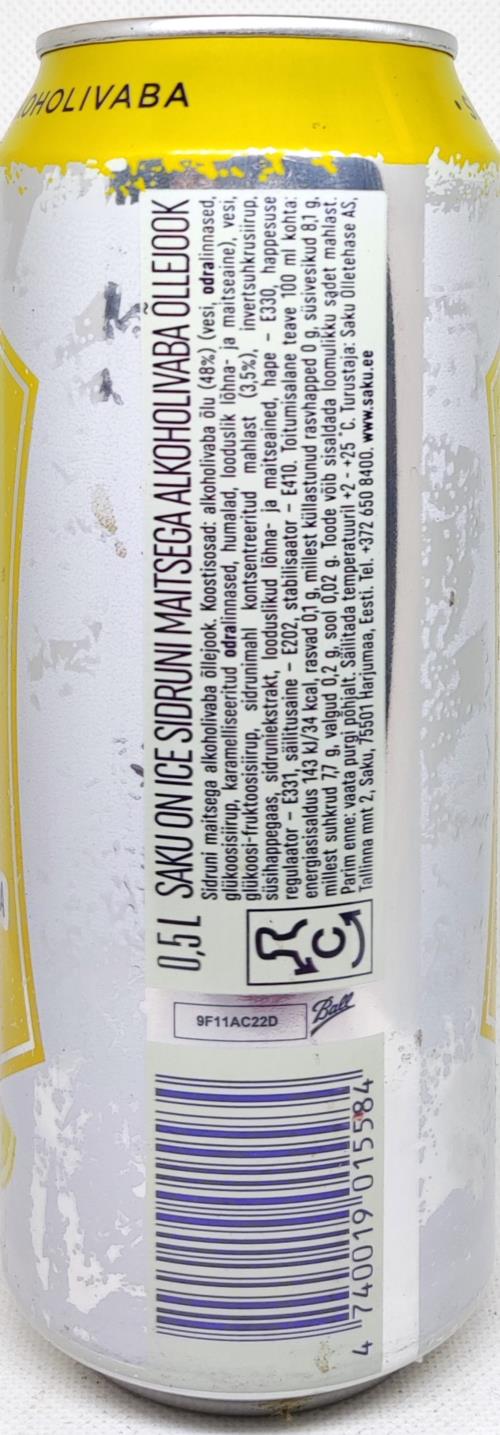 OHOLIVABA
0,5 L SAKU ON ICE SIDRUNI MAITSEGA ALKOHOLIVABA ÕLLEJOOK
Sidruni maitsega alkoholivaba õllejook. Koostisosad: alkoholivaba õlu (48%) (vesi, odralinnased,
glükoosisiirup, karamelliseeritud odralinnased, humalad, looduslik lõhna- ja maitseaine), vesi,
glükoosi-fruktoosisiirup, sidrunimahl kontsentreeritud mahlast (3,5%), invertsuhkrusiirup,
süsihappegaas, sidruniekstrakt, looduslikud lõhna- ja maitseained, hape – E330, happesuse
regulaator – E331, säilitusaine – E202, stabilisaator – E410. Toitumisalane teave 100 ml kohta:
energiasisaldus 143 kJ/34 kcal, rasvad 0,1 g, millest küllastunud rasvhapped 0 g, süsivesikud 8,1 g,
millest suhkrud 7,7 g, valgud 0,2 g, sool 0,02 g. Toode võib sisaldada loomulikku sadet mahlast.
Parim enne: vaata purgi põhjalt. Säilitada temperatuuril +2 - +25 °C. Turustaja: Saku Õlletehase AS,
Tallinna mnt 2, Saku, 75501 Harjumaa, Eesti. Tel. +372 650 8400. www.saku.ee
C
9F11AC22D
Ball
4 740019 015584